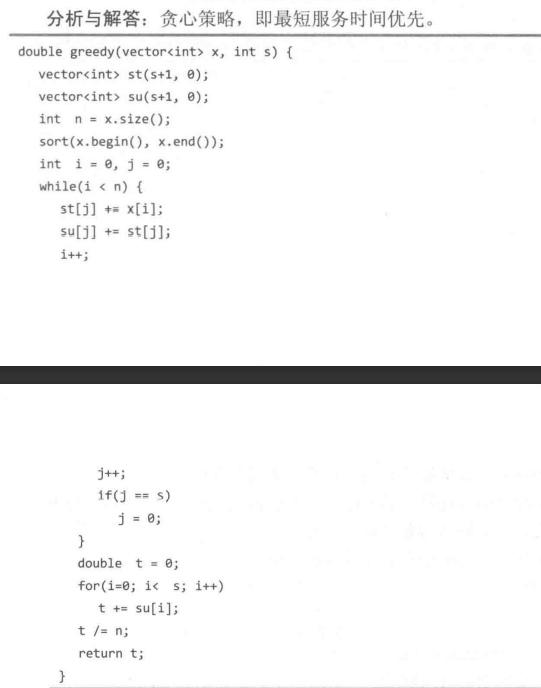 分析与解答：贪心策略，即最短服务时间优先。
double greedy(vector<int> x, int s) {
vector<int> st(s+1, 0);
vector<int> su(s+1, 0);
int n = x.size();
sort(x.begin(), x.end());
int i = 0, j = 0;
while(i < n) {
st[j] += x[i];
su[j] += st[j];
i++;
j++;
if(j == s)
j = 0;
}
double t = 0;
for(i=0; i< s; i++)
t += su[i];
t /= n;
return t;
}